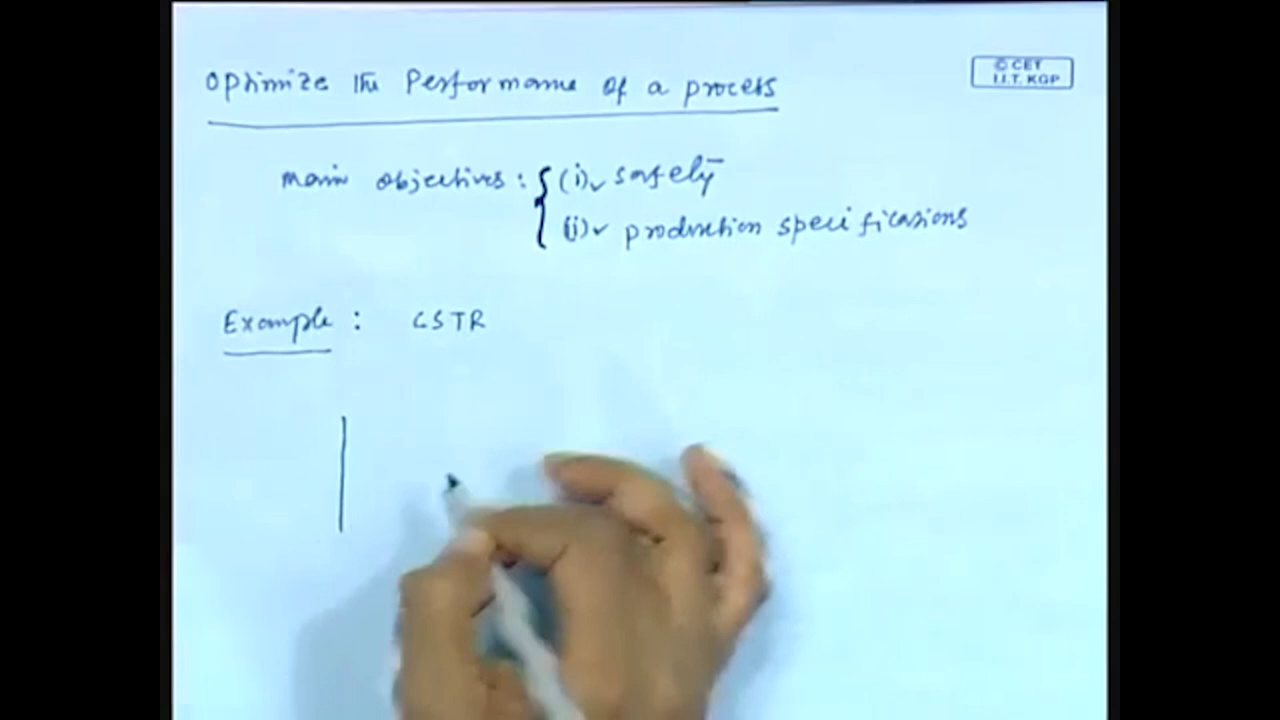 Optimize the Performance of a process
© CET
I.I.T. KGP
main objectives : { (i) ✓ safety
(ii) ✓ production specifications
Example : CSTR